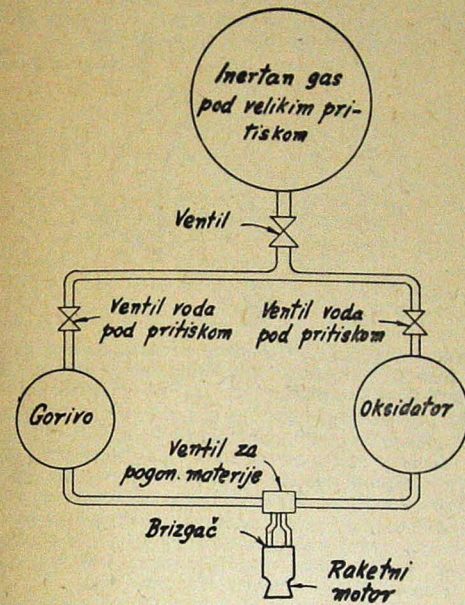 Inertan gas
pod velikim pri-
tiskom
Ventil
Ventil voda
pod pritiskom
Ventil voda
pod pritiskom
Gorivo
Oksidator
Ventil za
pogon. materije
Brizgač
Raketni
motor